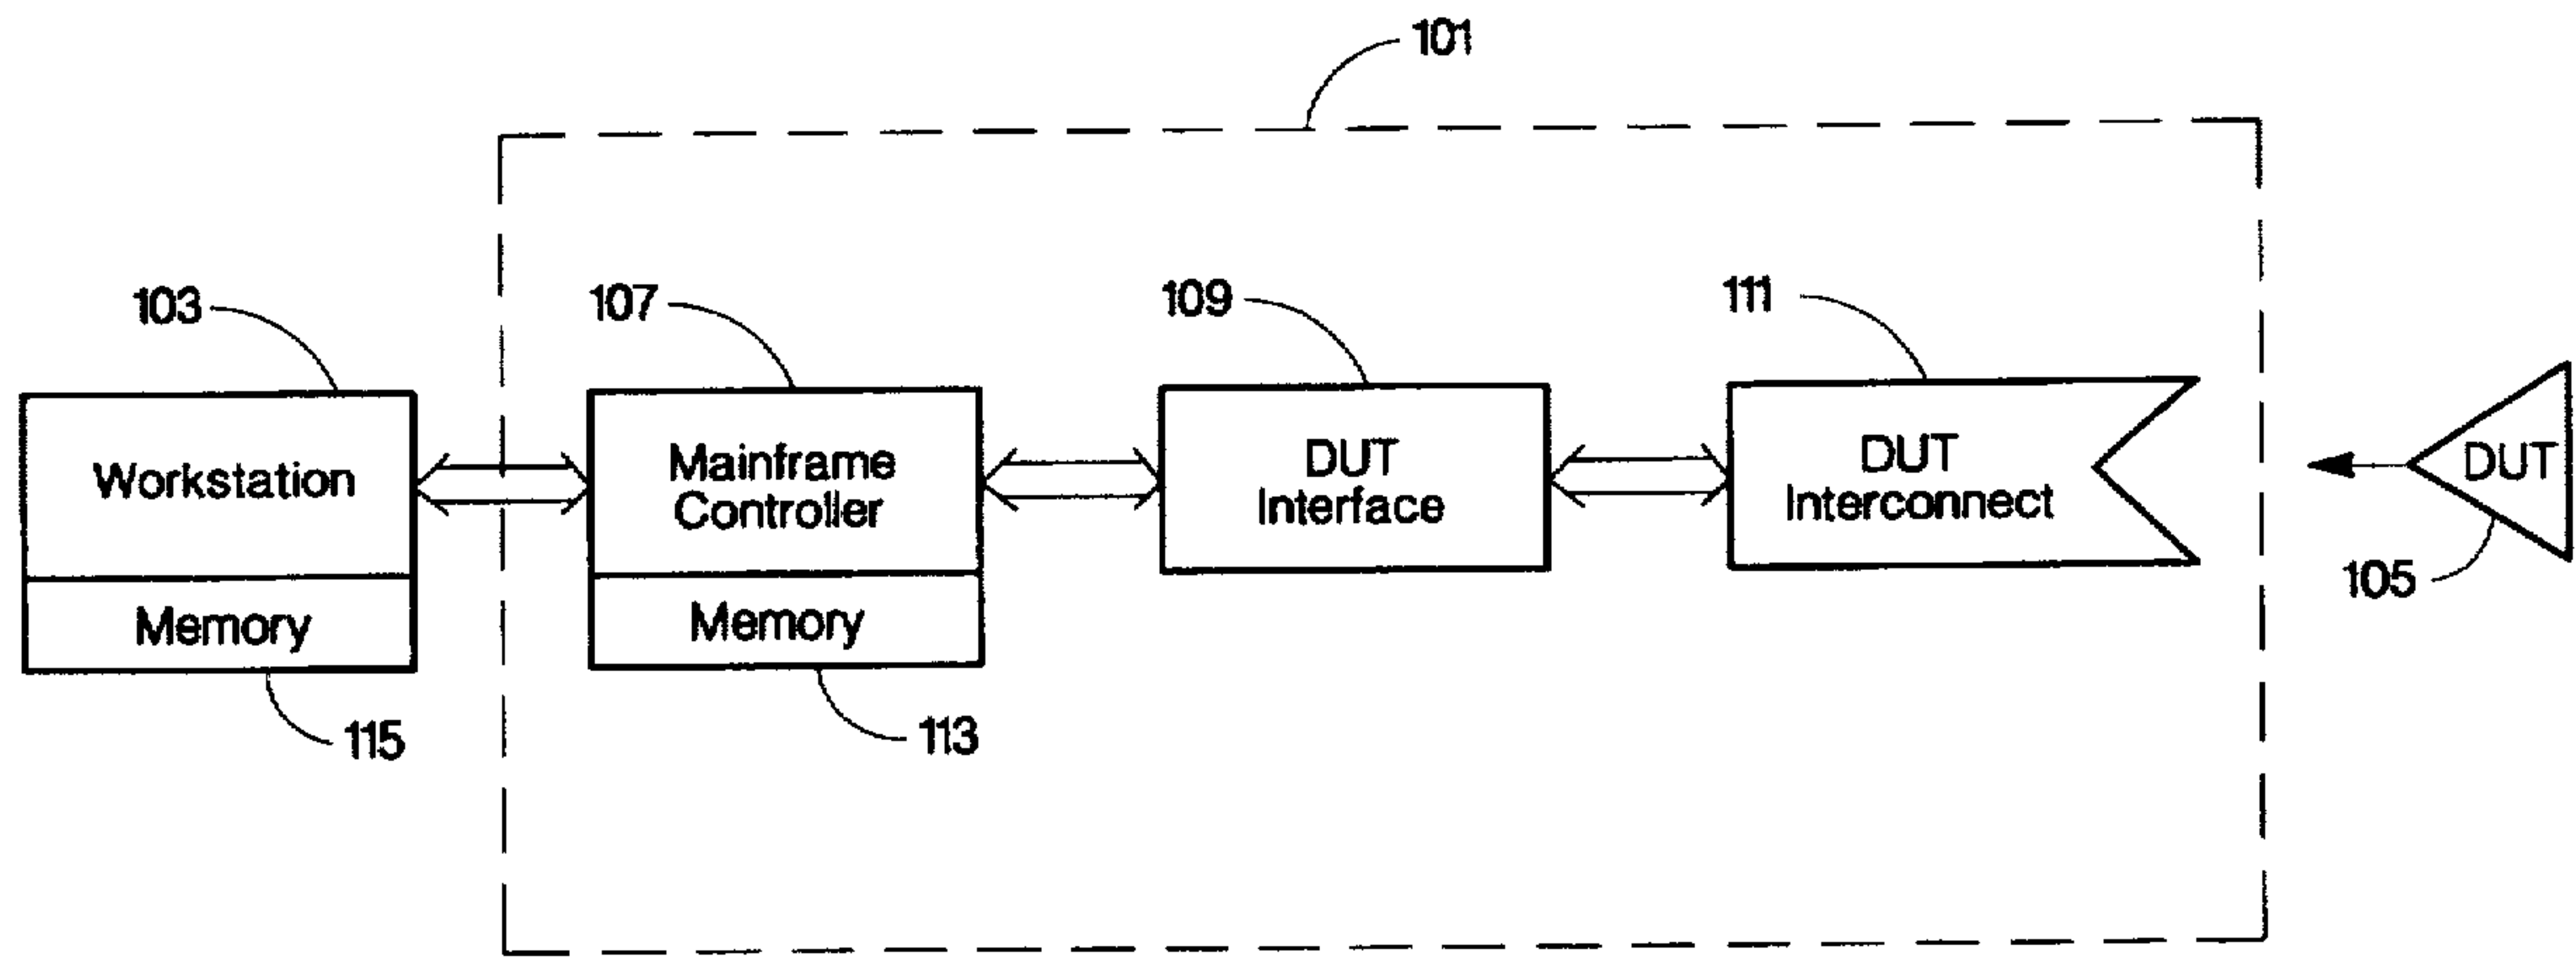 101
103
107
109
111
Workstation
Mainframe
Controller
DUT
Interface
DUT
Interconnect
DUT
105
Memory
Memory
115
113